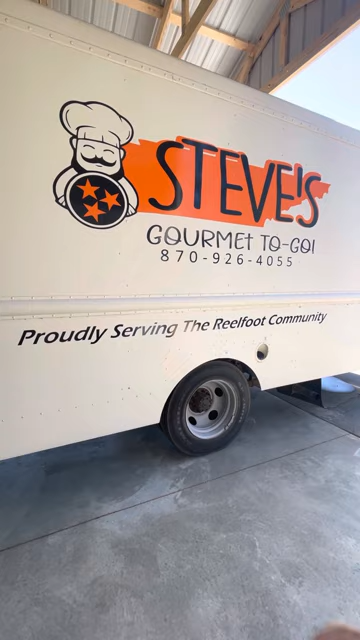 STEVE'S
GOURMET TO-GO!
870-926-4055
Proudly Serving The Reelfoot Community